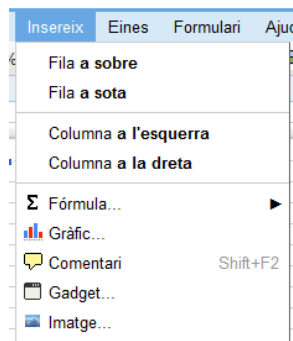 Insereix Eines Formulari Ajuc
Fila a sobre
Fila a sota
Columna a l'esquerra
Columna a la dreta
Σ Fórmula...
Gràfic...
Comentari Shift+F2
Gadget...
Imatge...